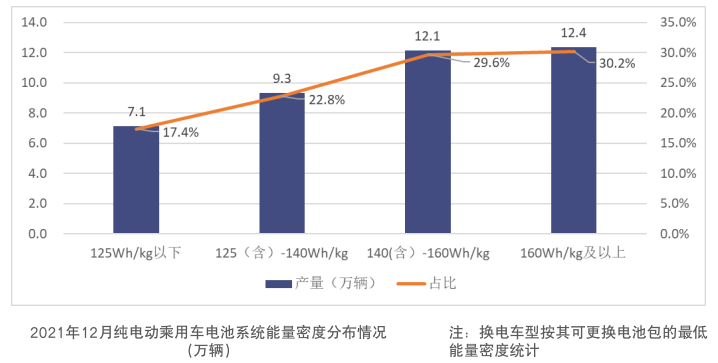 14.0
12.0
10.0
8.0
6.0
4.0
2.0
0.0
35.0%
30.0%
25.0%
20.0%
15.0%
10.0%
5.0%
0.0%
7.1
9.3
12.1
12.4
17.4%
22.8%
29.6%
30.2%
125Wh/kg以下
125（含）-140Wh/kg
140(含）-160Wh/kg
160Wh/kg及以上
产量（万辆）
占比
2021年12月纯电动乘用车电池系统能量密度分布情况
(万辆）
注：换电车型按其可更换电池包的最低
能量密度统计